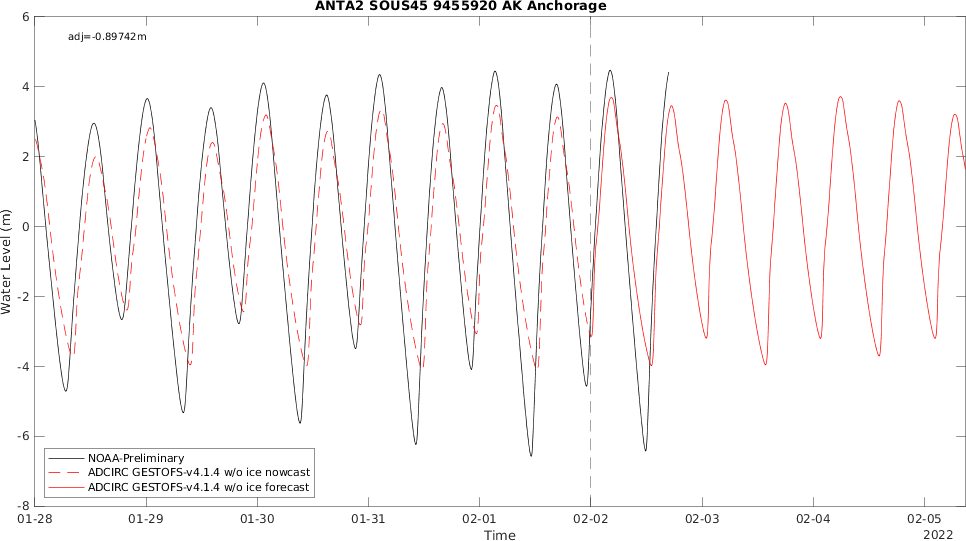 ANTA2 SOUS45 9455920 AK Anchorage
adj=-0.89742m
6
4
2
0
-2
-4
-6
-8
Water Level (m)
NOAA-Preliminary
ADCIRC GESTOFS-v4.1.4 w/o ice nowcast
ADCIRC GESTOFS-v4.1.4 w/o ice forecast
01-28 01-29 01-30 01-31 02-01 02-02 02-03 02-04 02-05
Time
2022